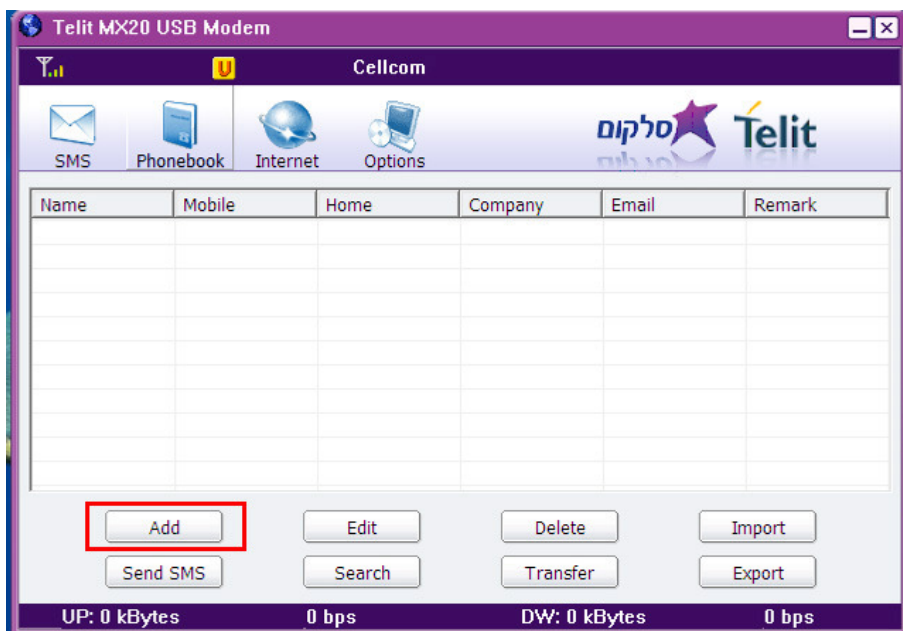 Telit MX20 USB Modem
U Cellcom
SMS Phonebook Internet Options סלקום Telit
Name Mobile Home Company Email Remark
Add Edit Delete Import
Send SMS Search Transfer Export
UP: 0 kBytes 0 bps DW: 0 kBytes 0 bps